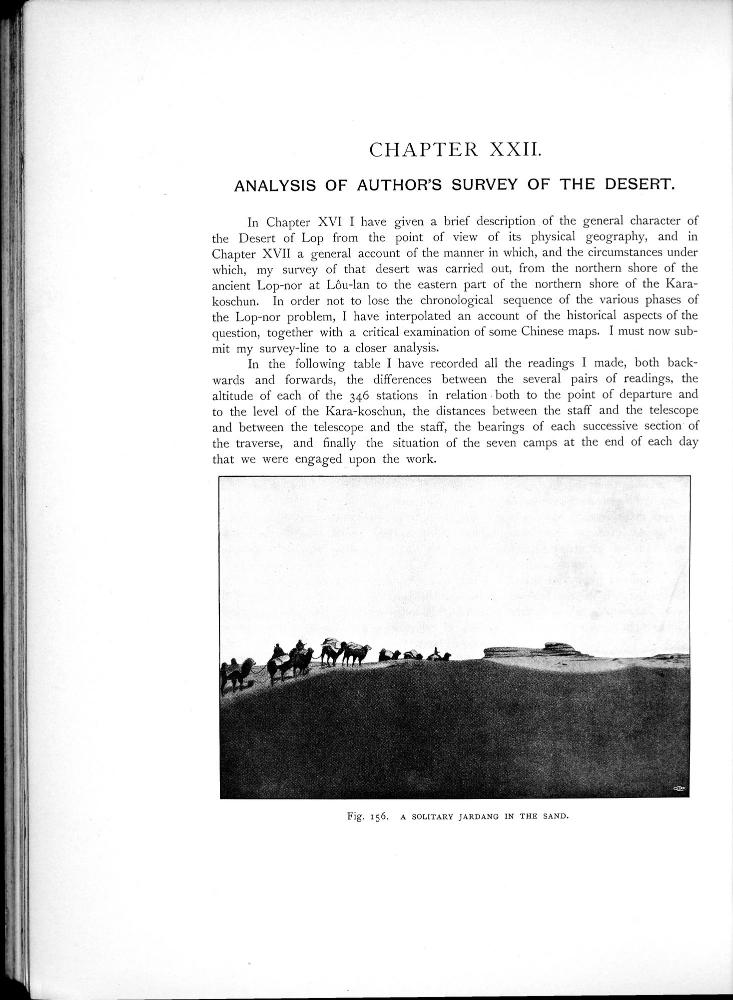 CHAPTER XXII.
ANALYSIS OF AUTHOR'S SURVEY OF THE DESERT.
In Chapter XVI I have given a brief description of the general character of
the Desert of Lop from the point of view of its physical geography, and in
Chapter XVII a general account of the manner in which, and the circumstances under
which, my survey of that desert was carried out, from the northern shore of the
ancient Lop-nor at Lôu-lan to the eastern part of the northern shore of the Kara-
koschun. In order not to lose the chronological sequence of the various phases of
the Lop-nor problem, I have interpolated an account of the historical aspects of the
question, together with a critical examination of some Chinese maps. I must now sub-
mit my survey-line to a closer analysis.
In the following table I have recorded all the readings I made, both back-
wards and forwards, the differences between the several pairs of readings, the
altitude of each of the 346 stations in relation both to the point of departure and
to the level of the Kara-koschun, the distances between the staff and the telescope
and between the telescope and the staff, the bearings of each successive section of
the traverse, and finally the situation of the seven camps at the end of each day
that we were engaged upon the work.
Fig. 156. A SOLITARY JARDANG IN THE SAND.